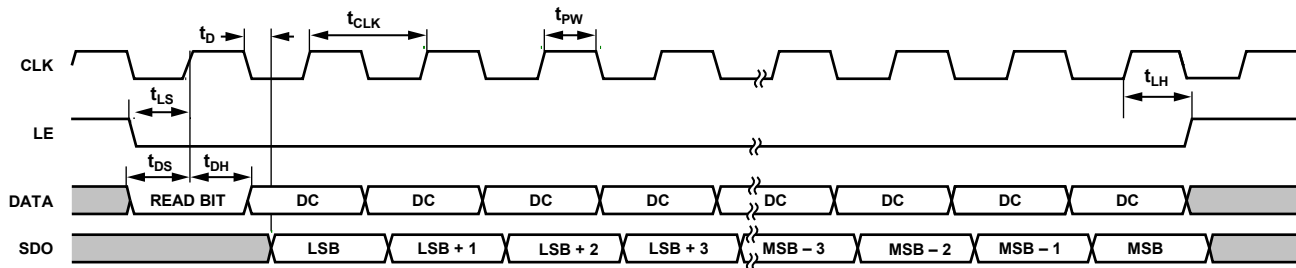 tD
tCLK
tPW
CLK
tLS
tLH
LE
tDS
tDH
DATA
READ BIT
DC
DC
DC
DC
DC
DC
DC
DC
SDO
LSB
LSB + 1
LSB + 2
LSB + 3
MSB – 3
MSB – 2
MSB – 1
MSB